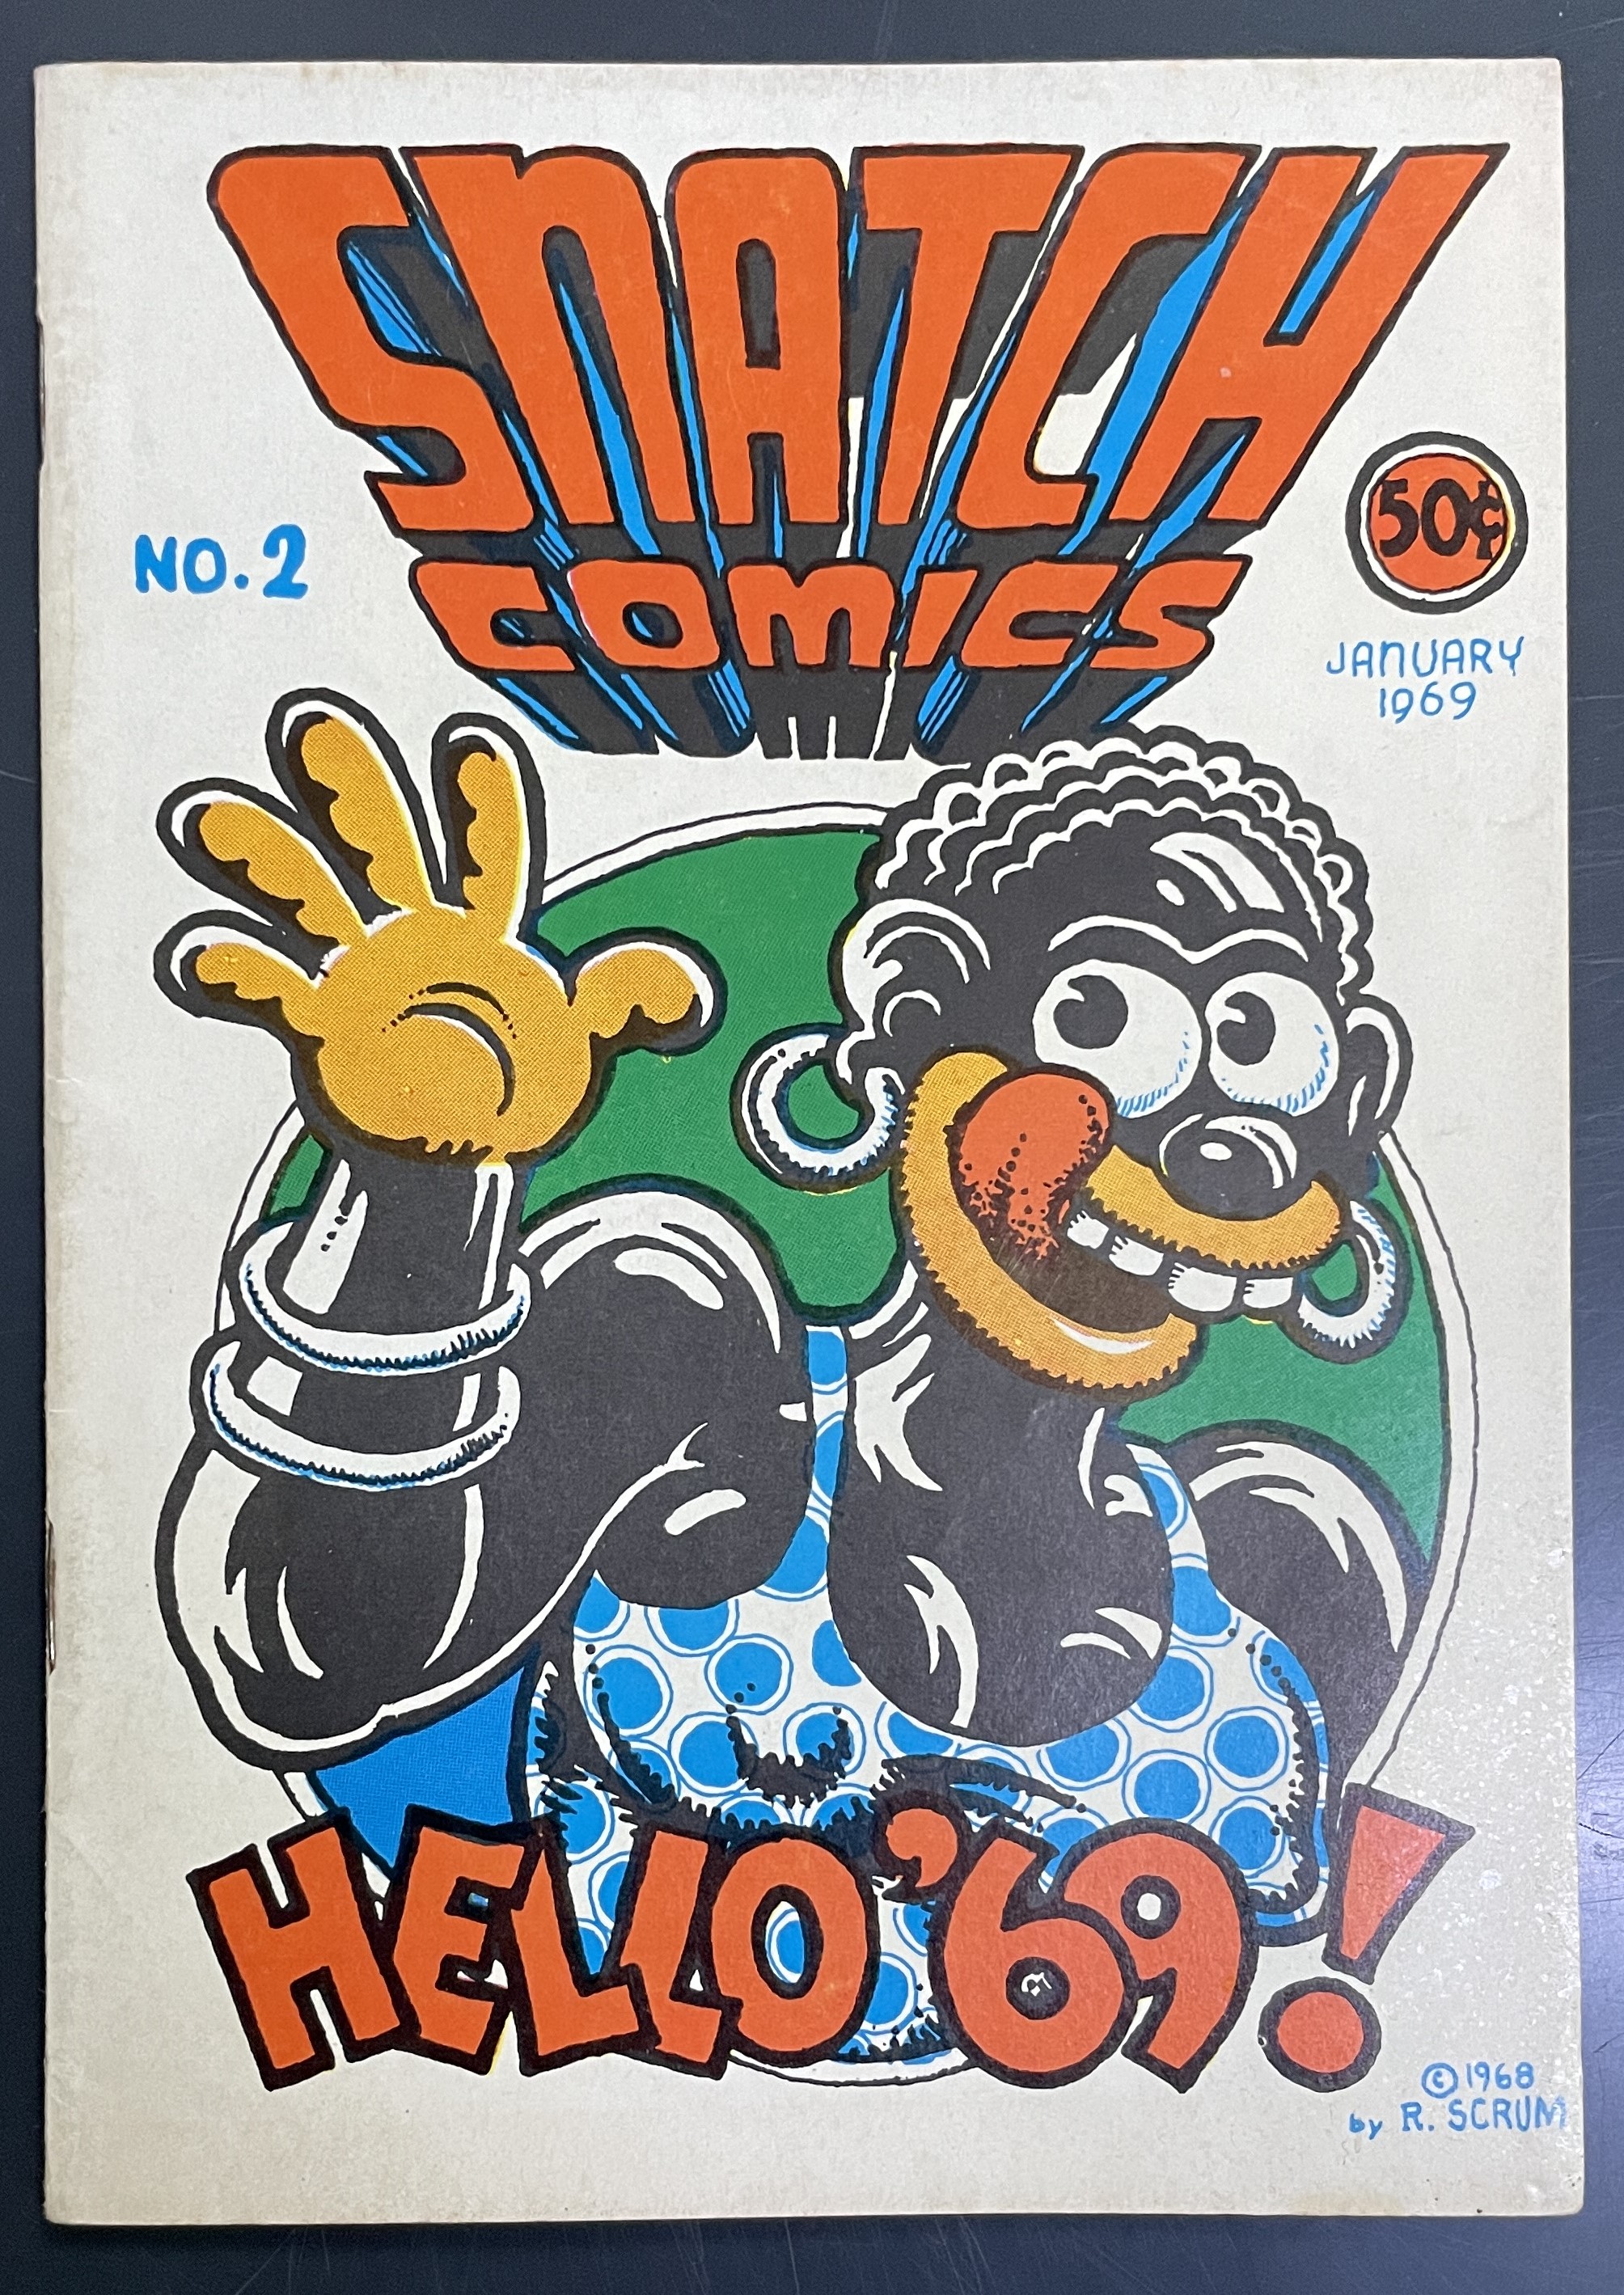 SNATCH
COMICS
NO. 2
50¢
JANUARY
1969
HELLO '69!
© 1968
by R. SCRUM